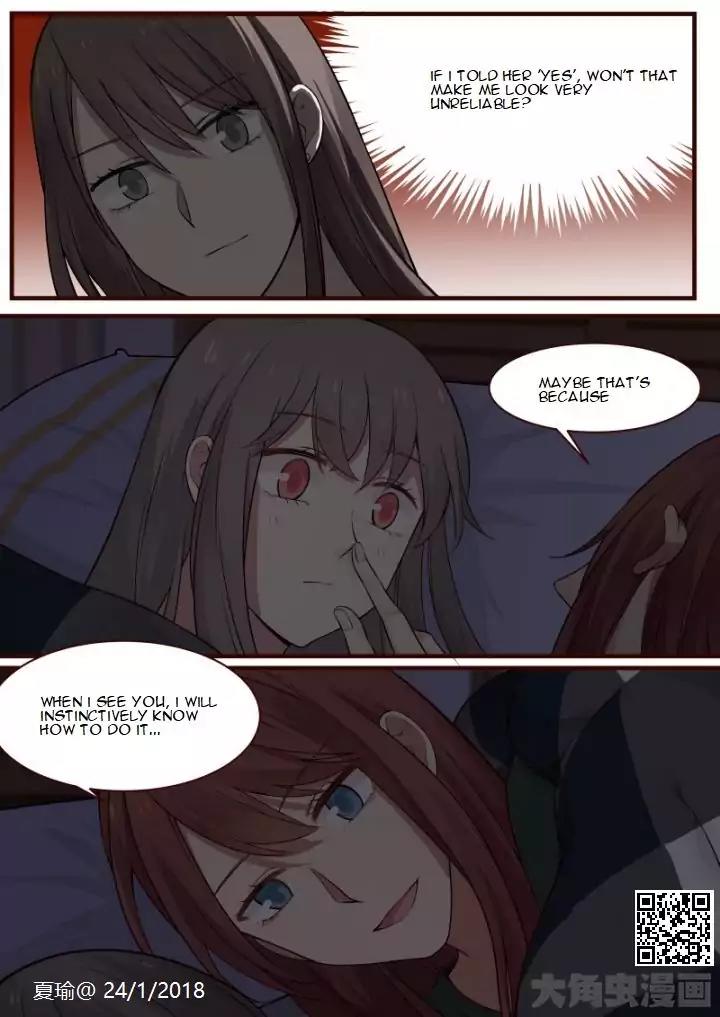 IF I TOLD HER 'YES', WON'T THAT
MAKE ME LOOK VERY
UNRELIABLE?
MAYBE THAT'S
BECAUSE
WHEN I SEE YOU, I WILL
INSTINCTIVELY KNOW
HOW TO DO IT...
夏瑜@ 24/1/2018
大角虫漫画